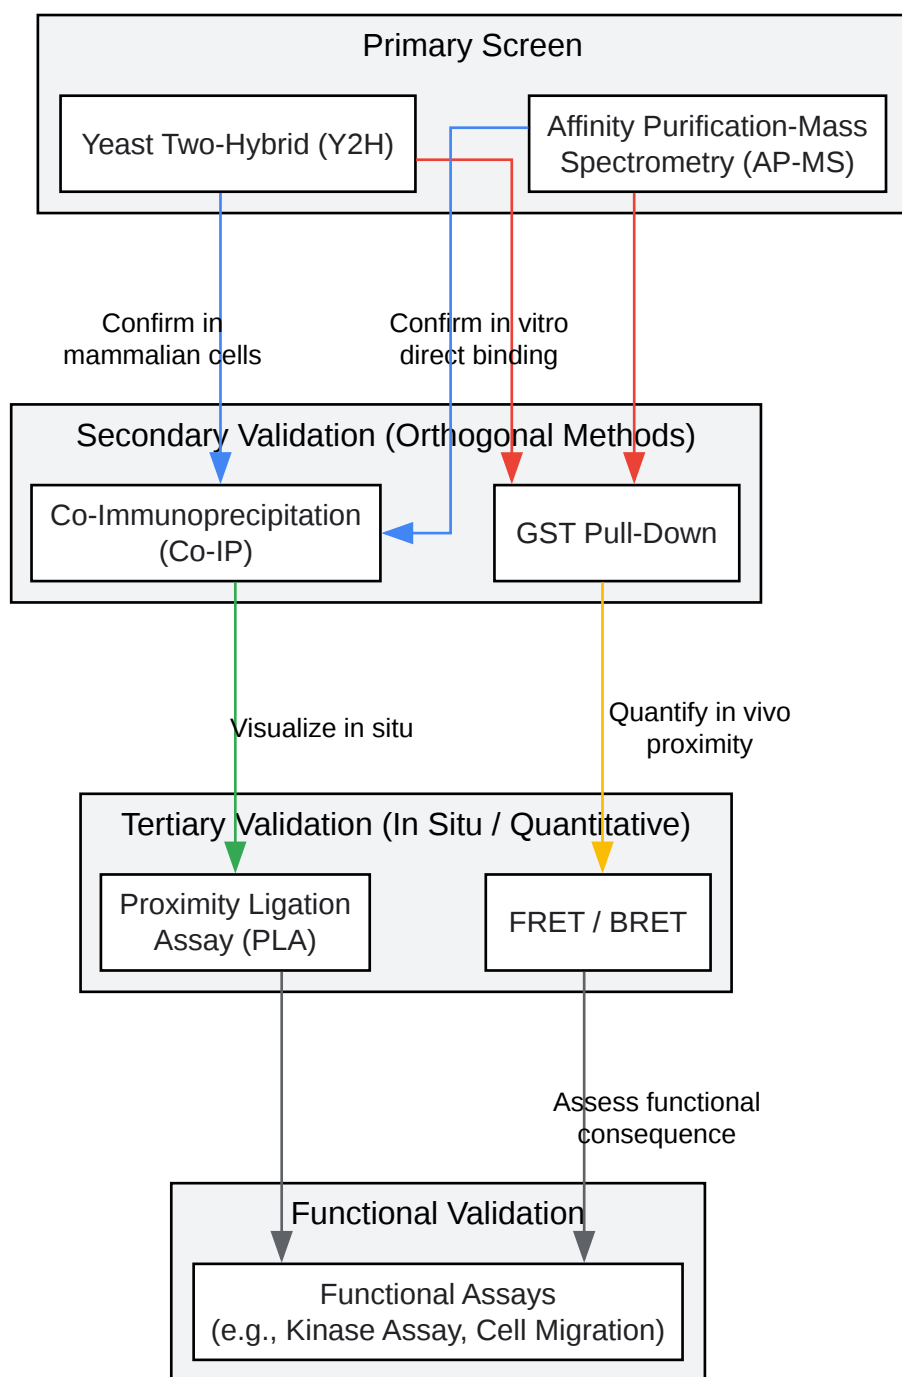 Primary Screen
Yeast Two-Hybrid (Y2H)
Affinity Purification-Mass
Spectrometry (AP-MS)
Confirm in
mammalian cells
Confirm in vitro
direct binding
Secondary Validation (Orthogonal Methods)
Co-Immunoprecipitation
(Co-IP)
GST Pull-Down
Visualize in situ
Quantify in vivo
proximity
Tertiary Validation (In Situ / Quantitative)
Proximity Ligation
Assay (PLA)
FRET / BRET
Assess functional
consequence
Functional Validation
Functional Assays
(e.g., Kinase Assay, Cell Migration)